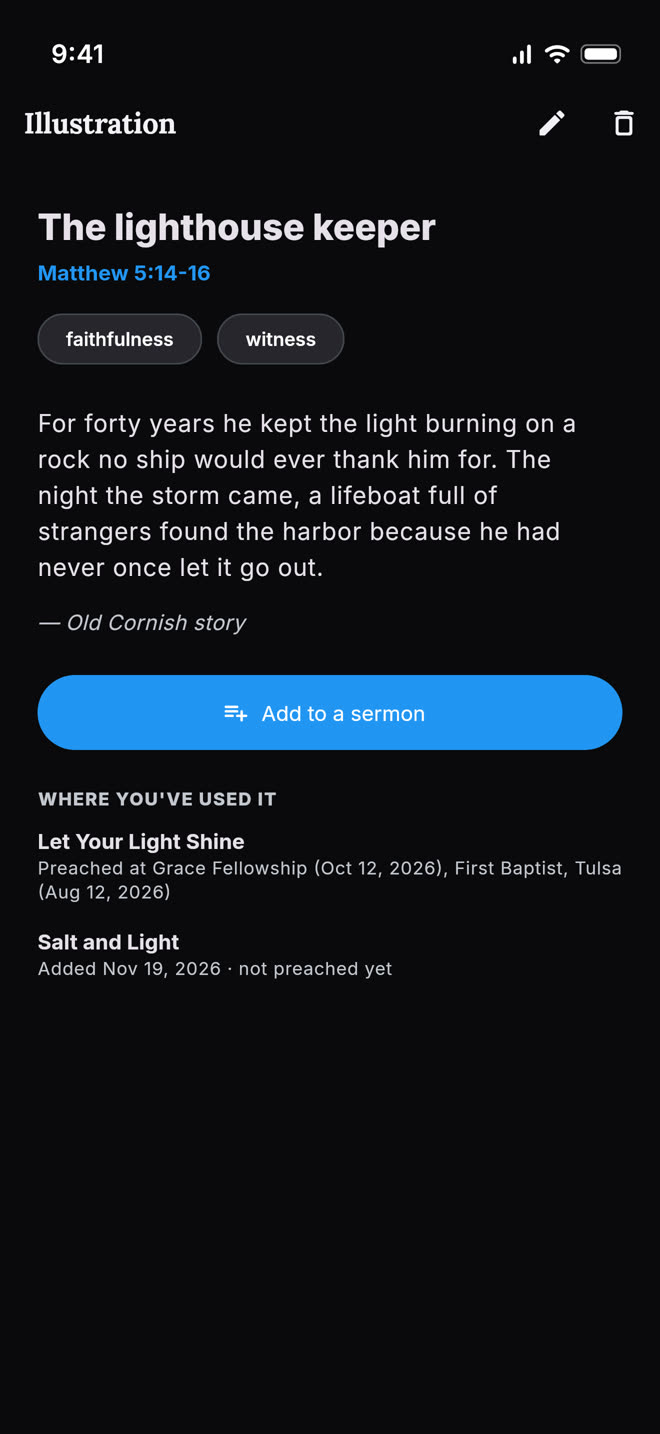 9:41
Illustration
The lighthouse keeper
Matthew 5:14-16
faithfulness witness
For forty years he kept the light burning on a
rock no ship would ever thank him for. The
night the storm came, a lifeboat full of
strangers found the harbor because he had
never once let it go out.
— Old Cornish story
Add to a sermon
WHERE YOU'VE USED IT
Let Your Light Shine
Preached at Grace Fellowship (Oct 12, 2026), First Baptist, Tulsa
(Aug 12, 2026)
Salt and Light
Added Nov 19, 2026 · not preached yet